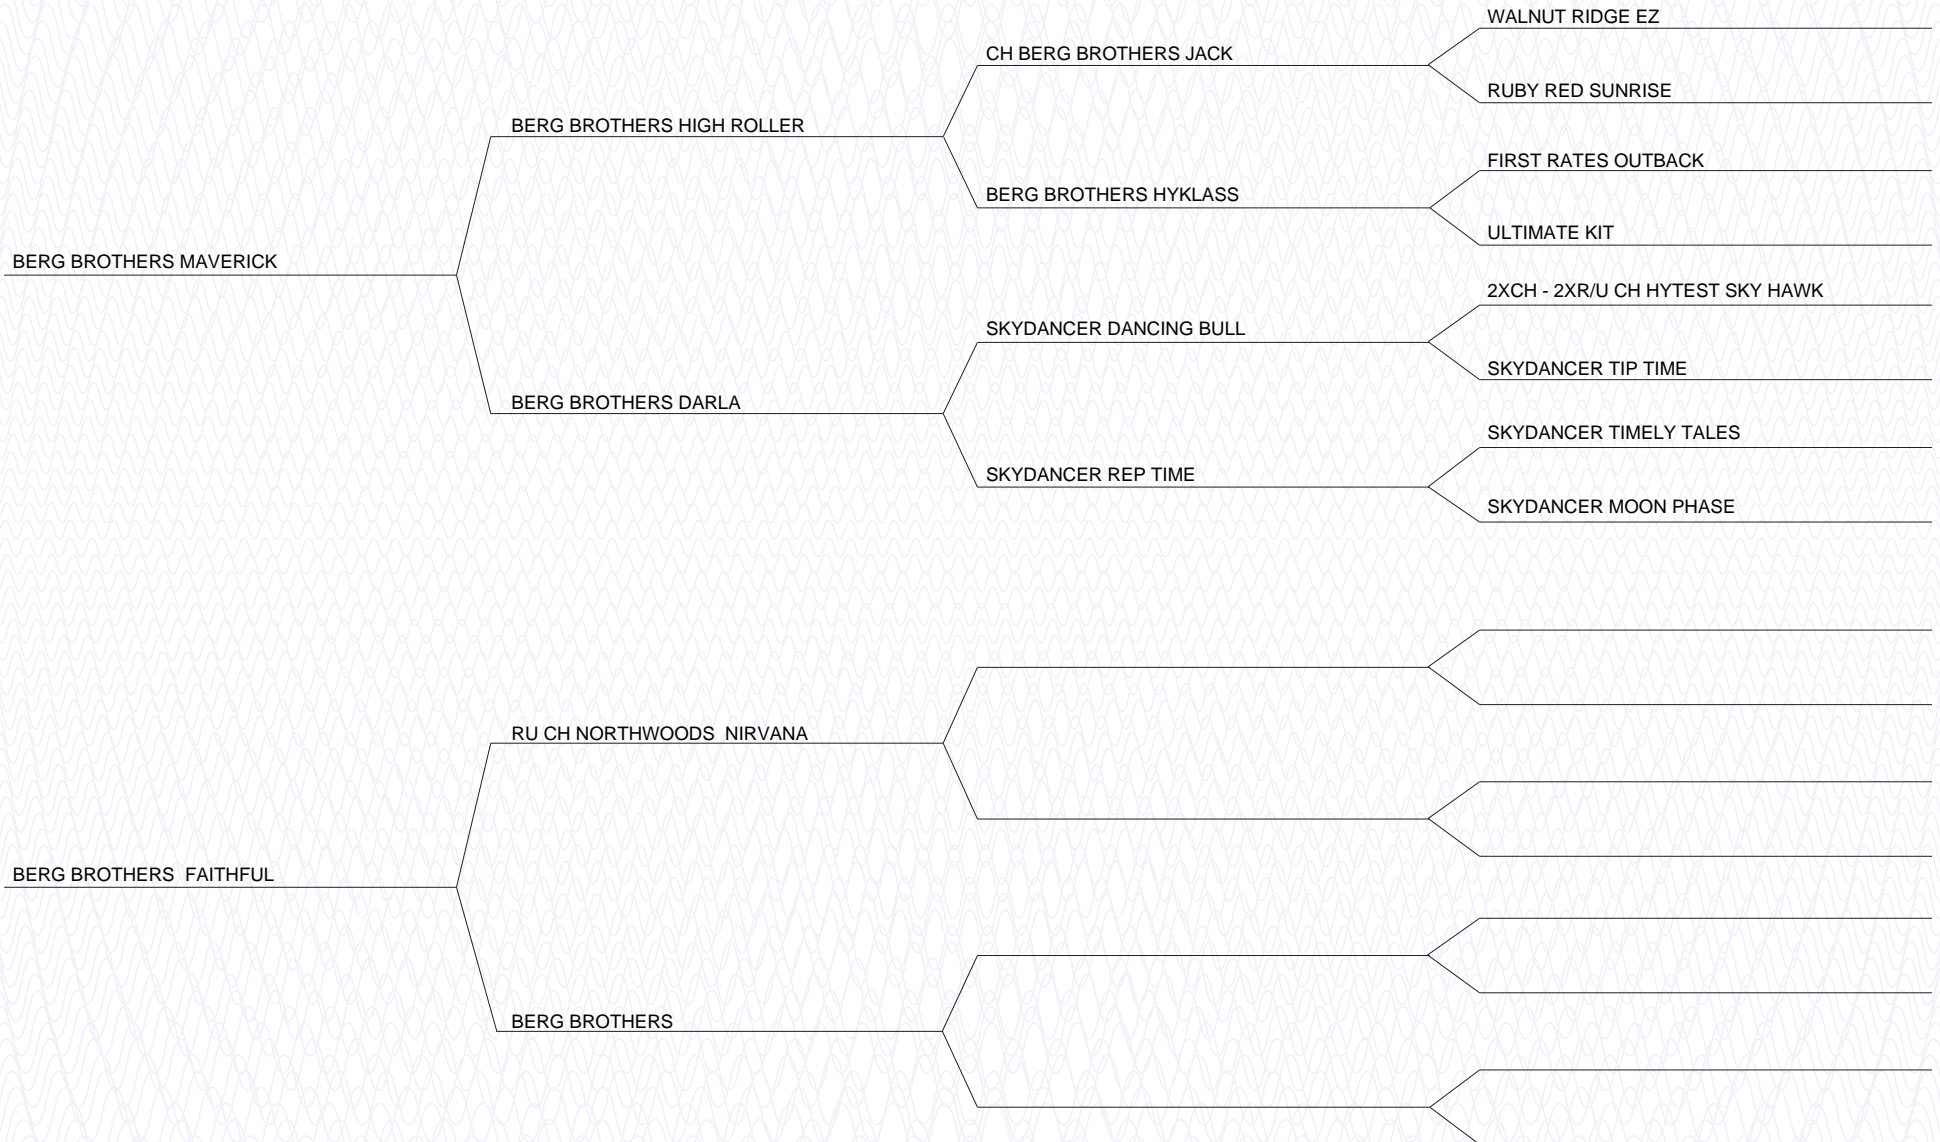 WALNUT RIDGE EZ
CH BERG BROTHERS JACK
RUBY RED SUNRISE
BERG BROTHERS HIGH ROLLER
FIRST RATES OUTBACK
BERG BROTHERS HYKLASS
ULTIMATE KIT
BERG BROTHERS MAVERICK
2XCH - 2XR/U CH HYTEST SKY HAWK
SKYDANCER DANCING BULL
SKYDANCER TIP TIME
BERG BROTHERS DARLA
SKYDANCER TIMELY TALES
SKYDANCER REP TIME
SKYDANCER MOON PHASE
RU CH NORTHWOODS  NIRVANA
BERG BROTHERS  FAITHFUL
BERG BROTHERS